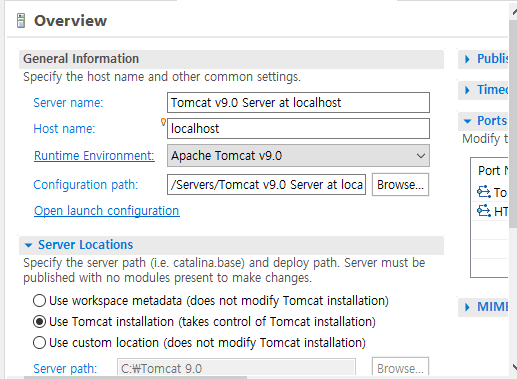 Overview
General Information
Specify the host name and other common settings.
Server name: Tomcat v9.0 Server at localhost
Host name: localhost
Runtime Environment: Apache Tomcat v9.0
Configuration path: /Servers/Tomcat v9.0 Server at loca Browse...
Open launch configuration
Server Locations
Specify the server path (i.e. catalina.base) and deploy path. Server must be
published with no modules present to make changes.
Use workspace metadata (does not modify Tomcat installation)
Use Tomcat installation (takes control of Tomcat installation)
Use custom location (does not modify Tomcat installation)
Server path: C:₩Tomcat 9.0 Browse...
Publis
Timeo
Ports
Modify t
Port N
To
HT
MIME